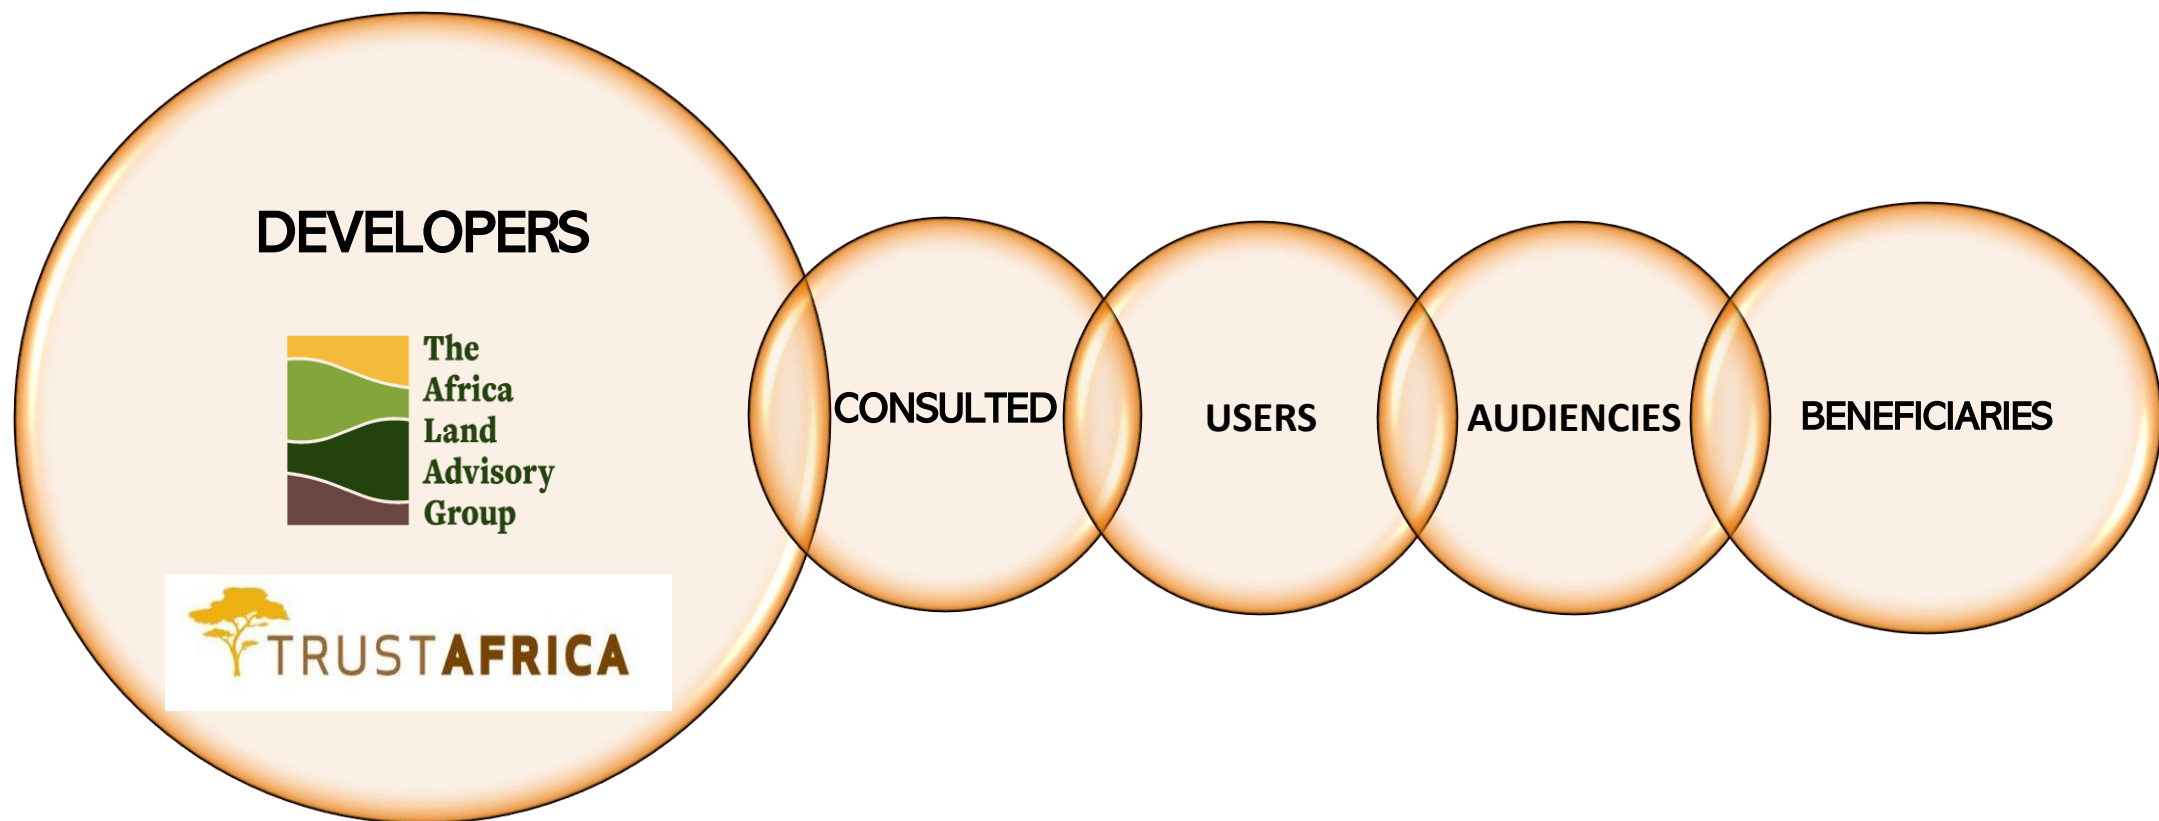 DEVELOPERS
The
Africa
Land
Advisory
Group
TRUSTAFRICA
CONSULTED
USERS
AUDIENCIES
BENEFICIARIES